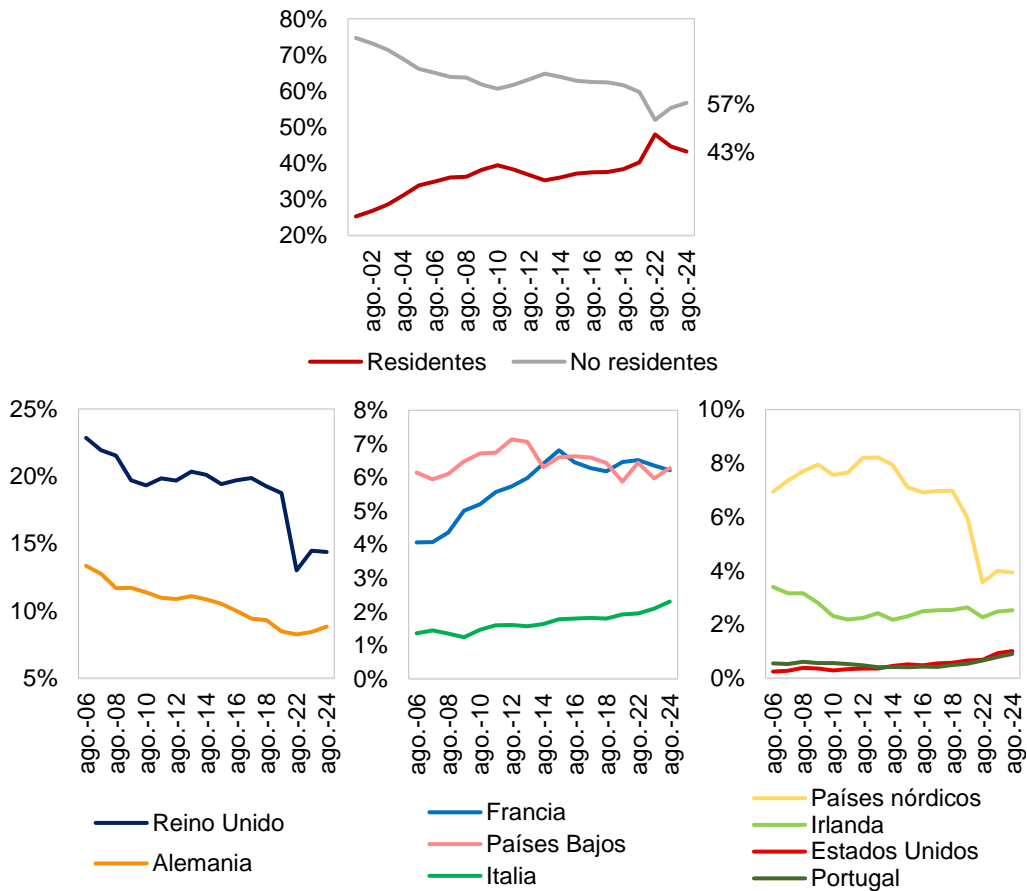 80%
70%
60%
50%
40%
30%
20%
57%
43%
ago.-02
ago.-04
ago.-06
ago.-08
ago.-10
ago.-12
ago.-14
ago.-16
ago.-18
ago.-22
ago.-24
Residentes
No residentes
25%
20%
15%
10%
5%
ago.-06
ago.-08
ago.-10
ago.-12
ago.-14
ago.-16
ago.-18
ago.-22
ago.-24
Reino Unido
Alemania
8%
7%
6%
5%
4%
3%
2%
1%
0%
ago.-06
ago.-08
ago.-10
ago.-12
ago.-14
ago.-16
ago.-18
ago.-22
ago.-24
Francia
Países Bajos
Italia
10%
8%
6%
4%
2%
0%
ago.-06
ago.-08
ago.-10
ago.-12
ago.-14
ago.-16
ago.-18
ago.-22
ago.-24
Países nórdicos
Irlanda
Estados Unidos
Portugal